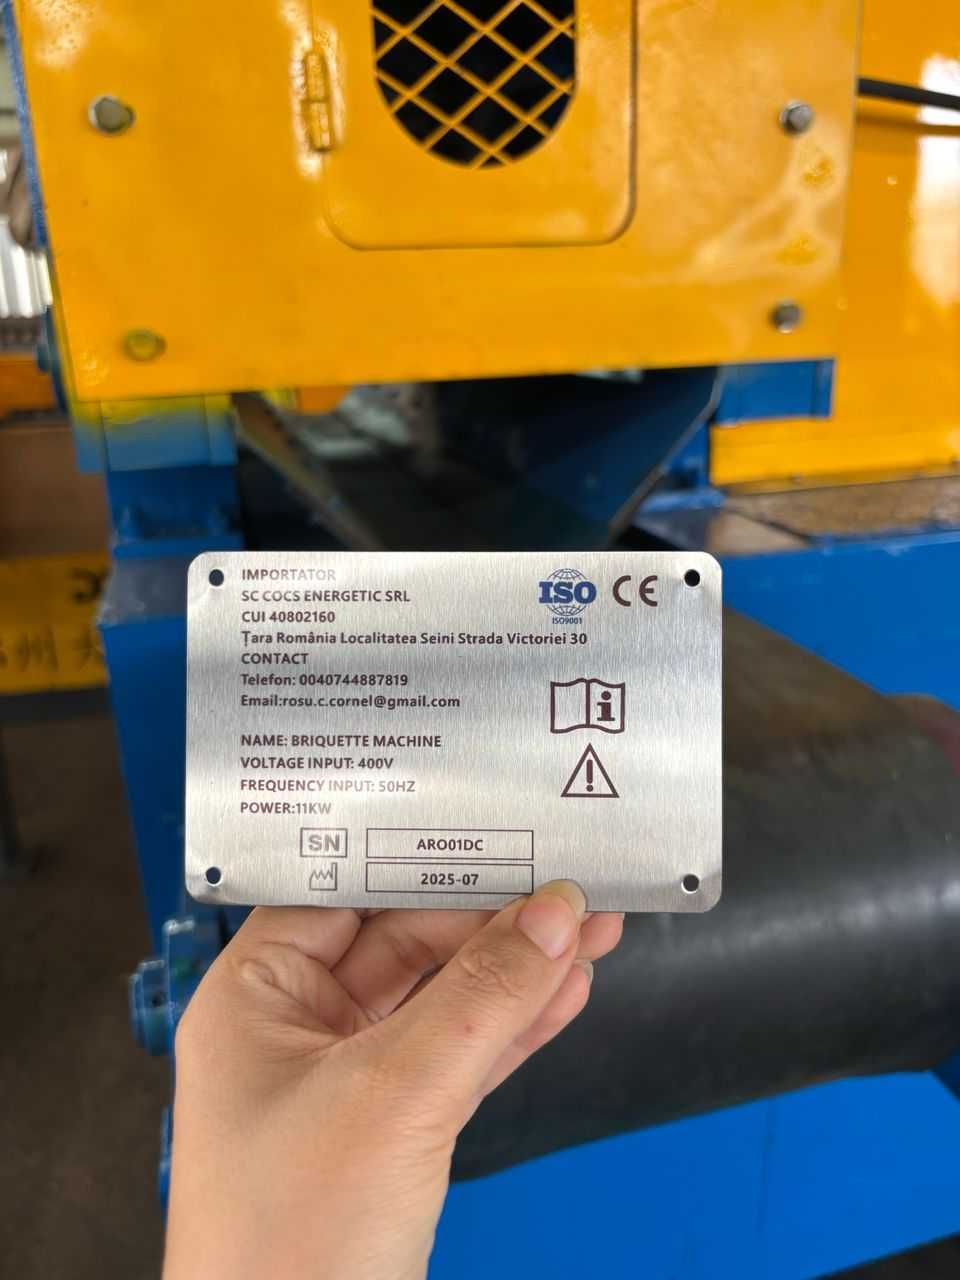 IMPORTATOR
SC COCS ENERGETIC SRL
CUI 40802160
Țara România Localitatea Seini Strada Victoriei 30
CONTACT
Telefon: 0040744887819
Email:rosu.c.cornel@gmail.com
ISO
ISO9001
CE
NAME: BRIQUETTE MACHINE
VOLTAGE INPUT: 400V
FREQUENCY INPUT: 50HZ
POWER:11KW
SN ARO01DC
2025-07
州